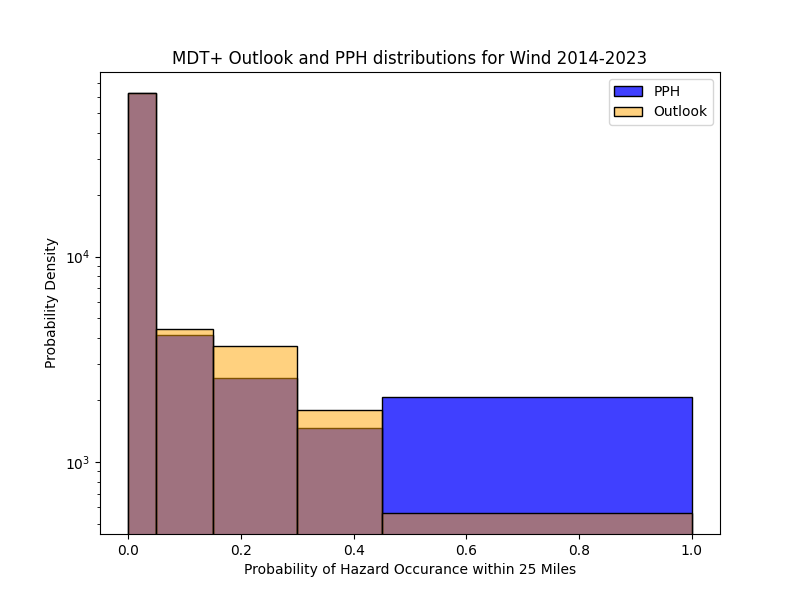 MDT+ Outlook and PPH distributions for Wind 2014-2023
PPH
Outlook
Probability Density
10⁴
10³
0.0 0.2 0.4 0.6 0.8 1.0
Probability of Hazard Occurance within 25 Miles